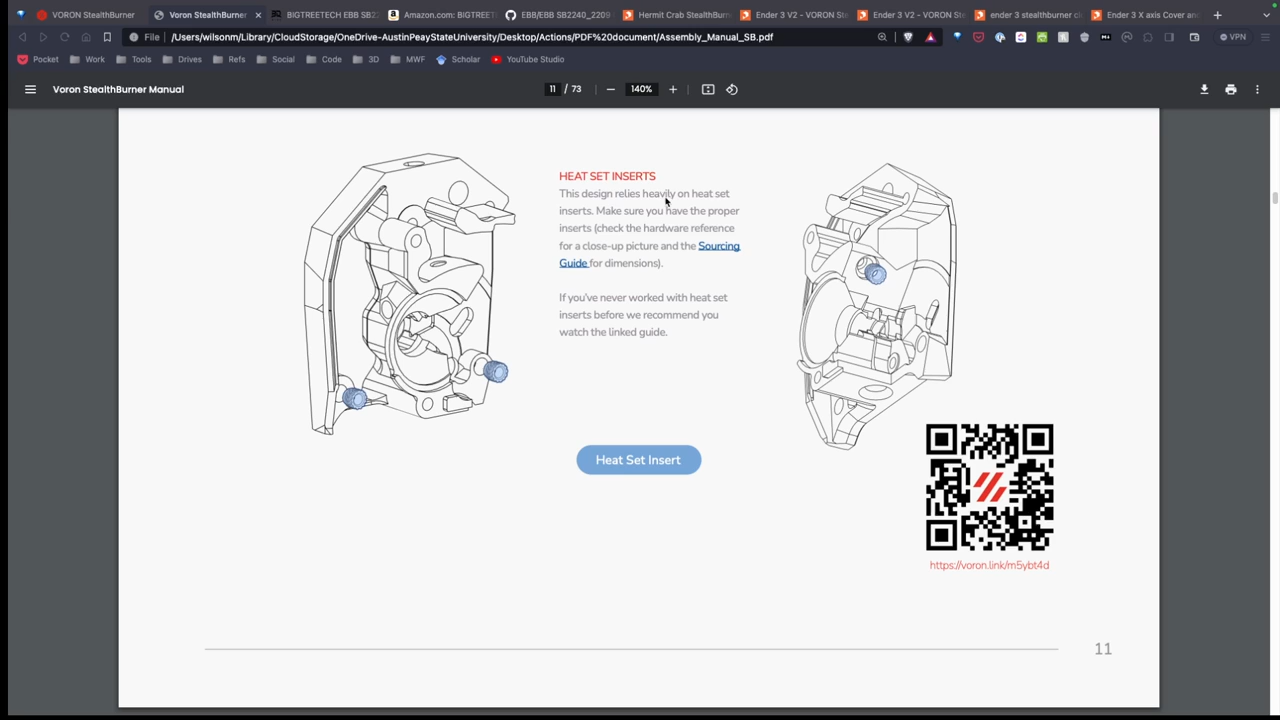 VORON StealthBurner
Voron StealthBurner
BIGTREETECH EBB SB22
Amazon.com: BIGTREET
EBB/EBB SB2240_2209
Hermit Crab StealthBurn
Ender 3 V2 - VORON Ste
Ender 3 V2 - VORON St
ender 3 stealthburner cl
Ender 3 X axis Cover and
File
/Users/wilsonm/Library/CloudStorage/OneDrive-AustinPeayStateUniversity/Desktop/Actions/PDF%20document/Assembly_Manual_SB.pdf
VPN
Pocket Work Tools Drives Refs Social Code 3D MWF Scholar YouTube Studio
Voron StealthBurner Manual
11 / 73
140%
HEAT SET INSERTS
This design relies heavily on heat set
inserts. Make sure you have the proper
inserts (check the hardware reference
for a close-up picture and the Sourcing
Guide for dimensions).
If you've never worked with heat set
inserts before we recommend you
watch the linked guide.
Heat Set Insert
https://voron.link/m5ybt4d
11